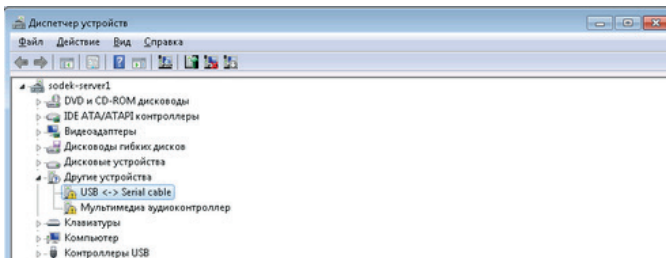 Диспетчер устройств
Файл Действие Вид Справка
sodek-server1
DVD и CD-ROM дисководы
IDE ATA/ATAPI контроллеры
Видеоадаптеры
Дисководы гибких дисков
Дисковые устройства
Другие устройства
USB <-> Serial cable
Мультимедиа аудиоконтроллер
Клавиатуры
Компьютер
Контроллеры USB